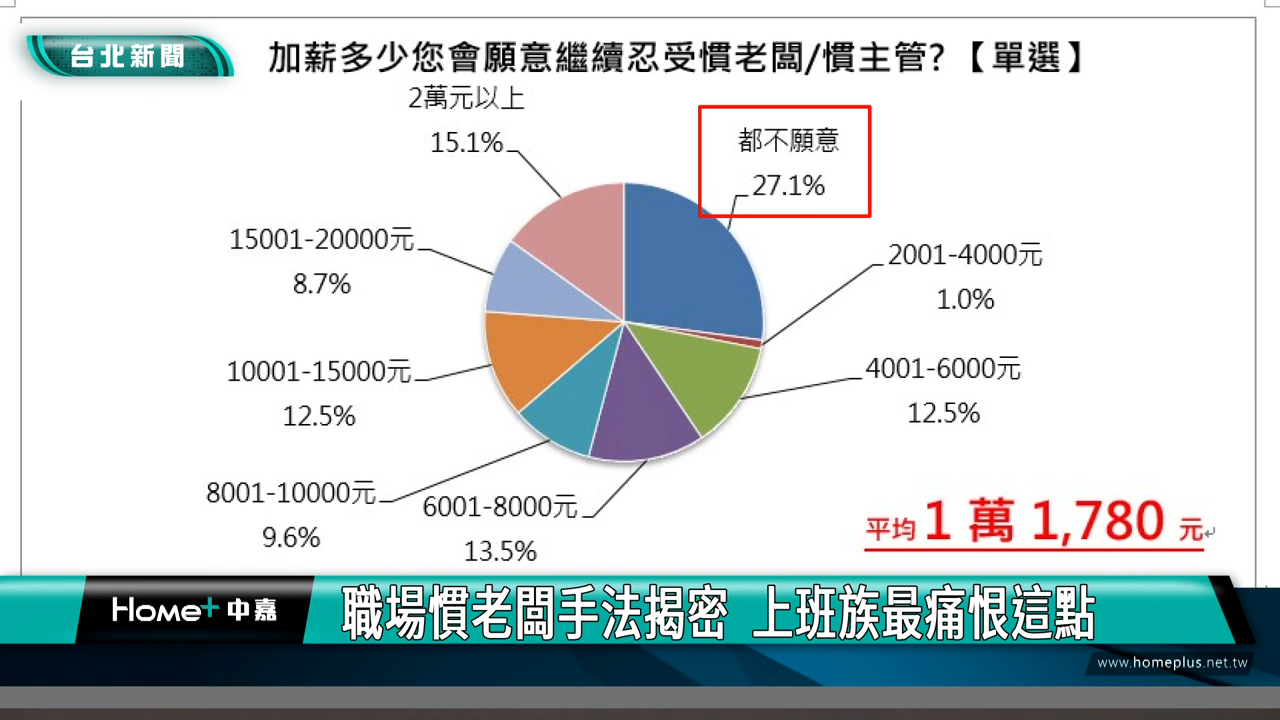 台北新聞
加薪多少您會願意繼續忍受慣老闆/慣主管? 【單選】
2萬元以上
15.1%
都不願意
27.1%
15001-20000元
8.7%
2001-4000元
1.0%
10001-15000元
12.5%
4001-6000元
12.5%
8001-10000元
9.6%
6001-8000元
13.5%
平均 1 萬 1,780 元
Home+ 中嘉
職場慣老闆手法揭密 上班族最痛恨這點
www.homeplus.net.tw